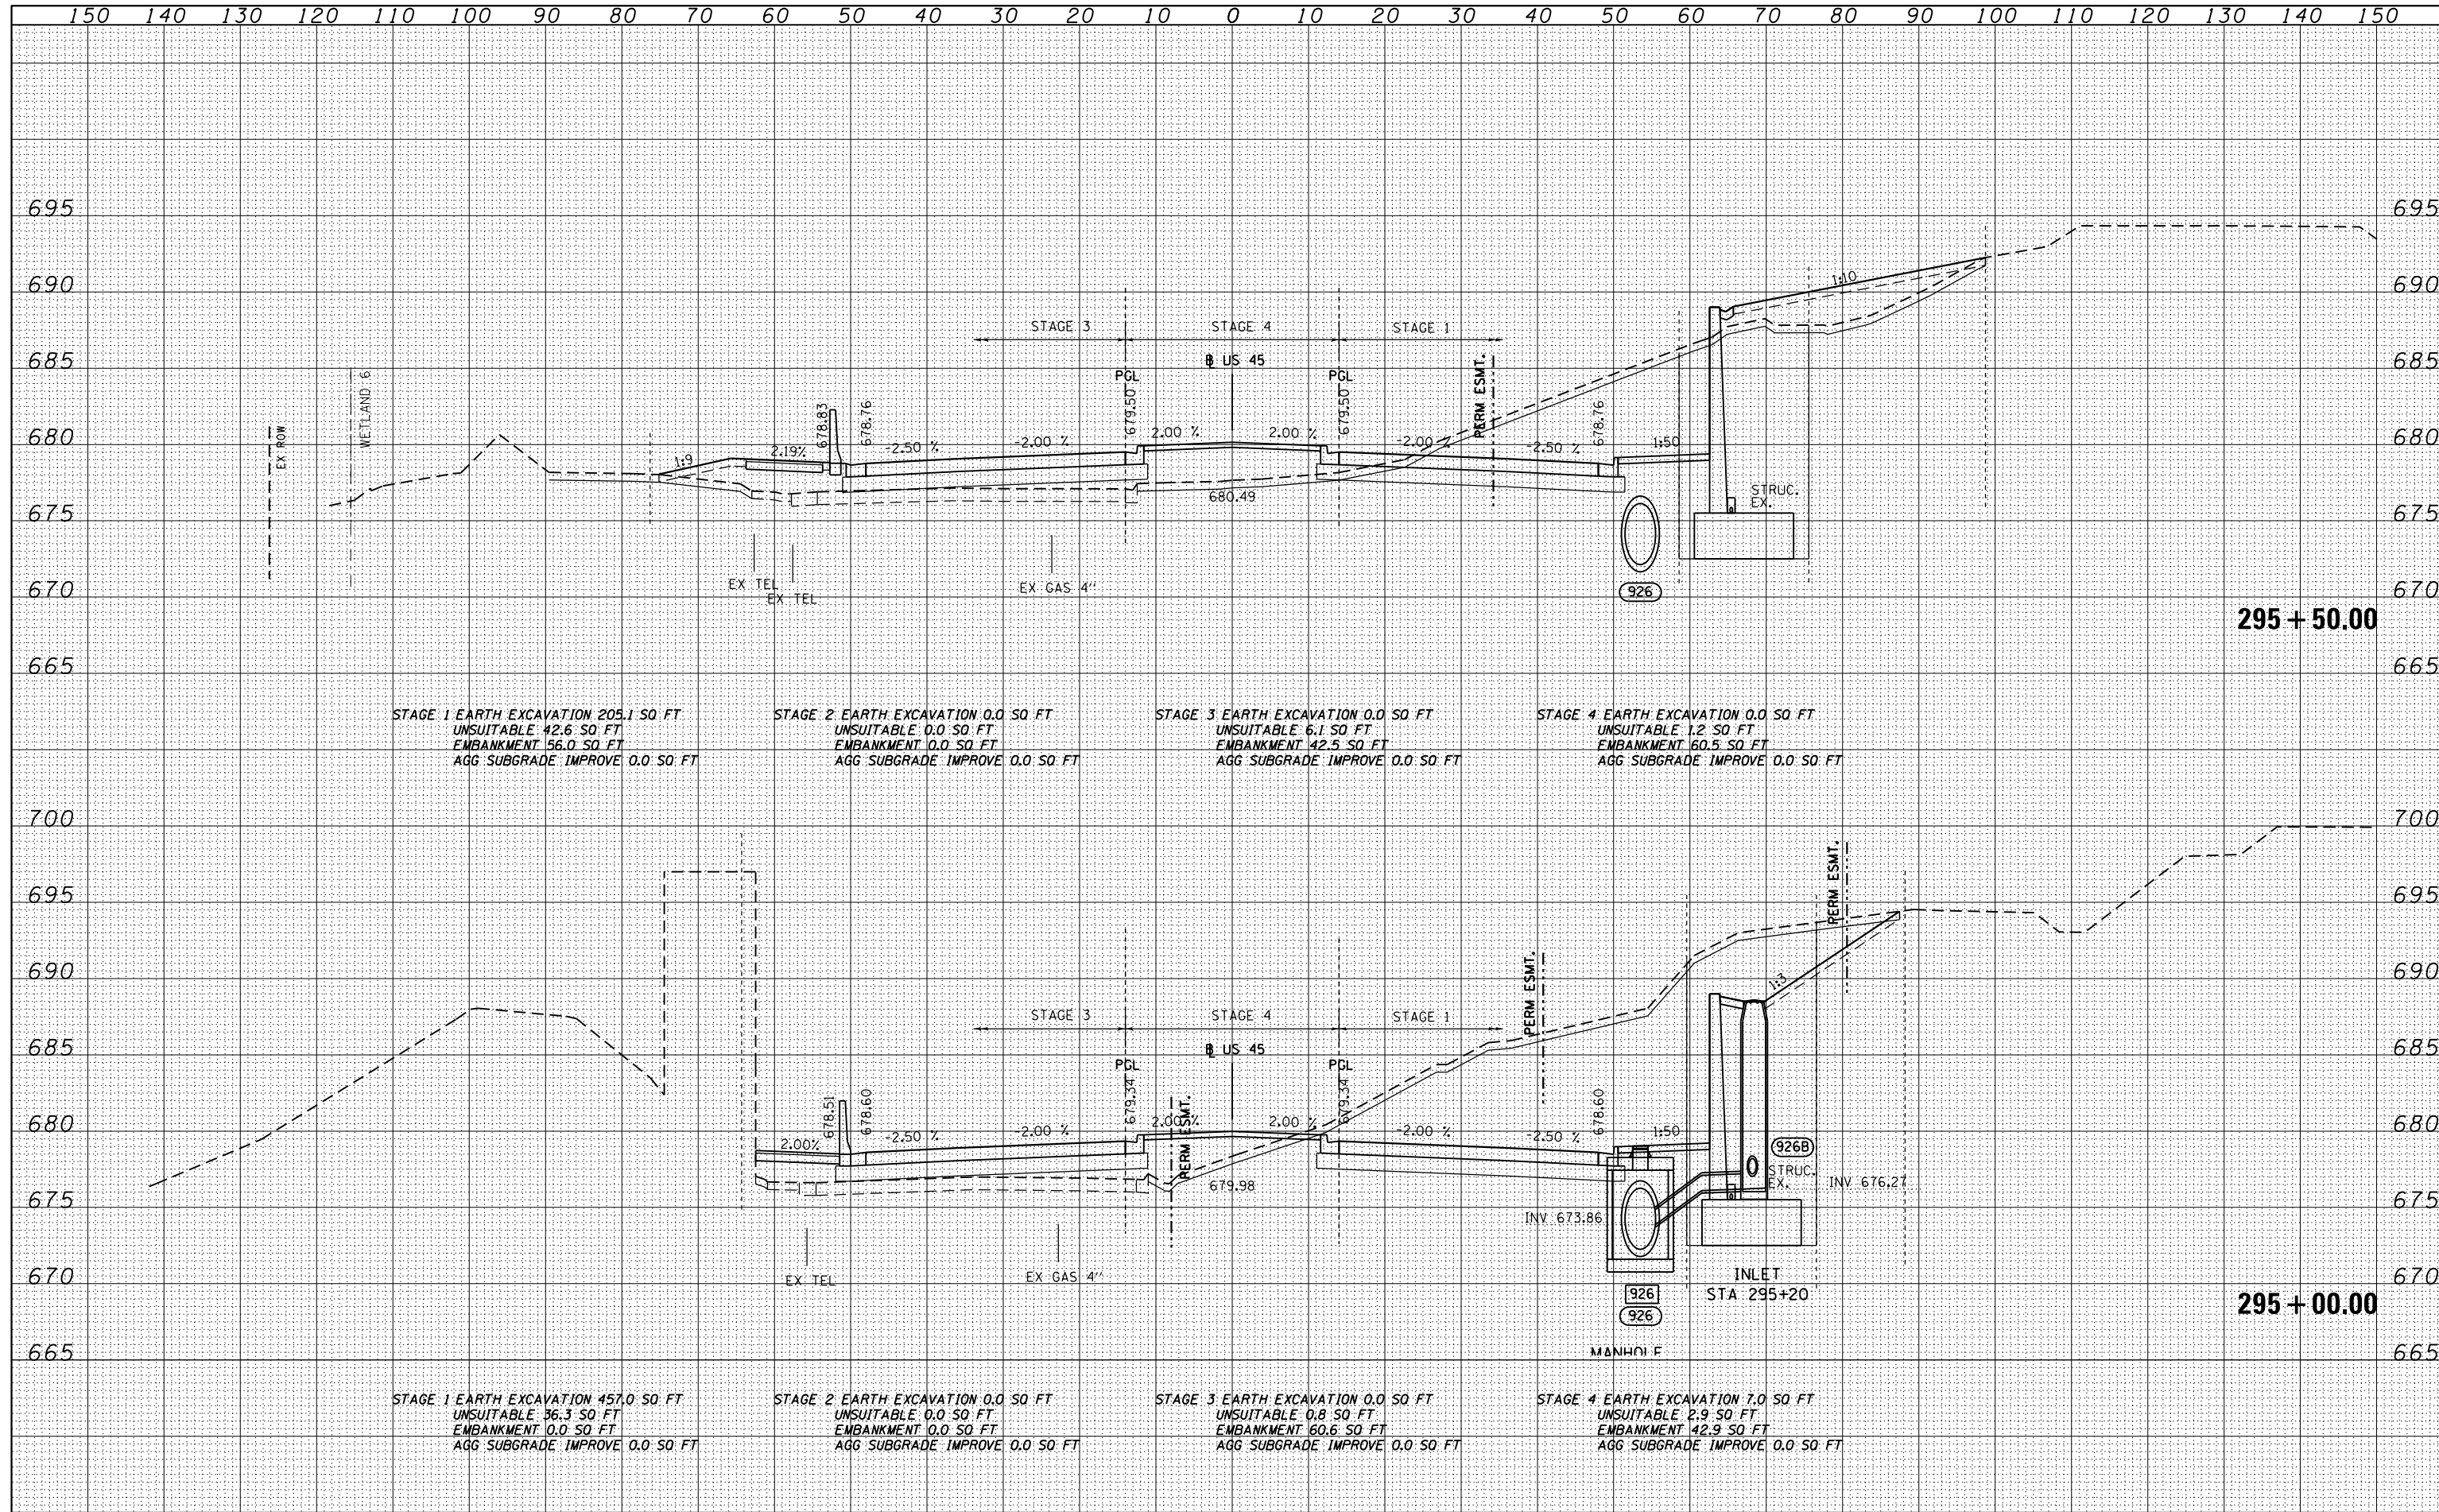 150 140 130 120 110 100 90 80 70 60 50 40 30 20 10 0 10 20 30 40 50 60 70 80 90 100 110 120 130 140 150
695 695
690 690
1:10
STAGE 3 STAGE 4 STAGE 1
685 685
℄ US 45
PGL PGL
PERM ESMT.
WETLAND 6
EX ROW
678.83 678.76 679.50 679.50 678.76
680 680
1:9 2.19% -2.50 % -2.00 % 2.00 % 2.00 % -2.00 % -2.50 % 1:50
680.49
STRUC.
EX.
675 675
EX TEL
EX TEL
EX GAS 4''
670 670
926
295 + 50.00
665 665
STAGE 1 EARTH EXCAVATION 205.1 SQ FT
UNSUITABLE 42.6 SQ FT
EMBANKMENT 56.0 SQ FT
AGG SUBGRADE IMPROVE 0.0 SQ FT
STAGE 2 EARTH EXCAVATION 0.0 SQ FT
UNSUITABLE 0.0 SQ FT
EMBANKMENT 0.0 SQ FT
AGG SUBGRADE IMPROVE 0.0 SQ FT
STAGE 3 EARTH EXCAVATION 0.0 SQ FT
UNSUITABLE 6.1 SQ FT
EMBANKMENT 42.5 SQ FT
AGG SUBGRADE IMPROVE 0.0 SQ FT
STAGE 4 EARTH EXCAVATION 0.0 SQ FT
UNSUITABLE 1.2 SQ FT
EMBANKMENT 60.5 SQ FT
AGG SUBGRADE IMPROVE 0.0 SQ FT
700 700
PERM ESMT.
695 695
690 690
1:3
PERM ESMT.
STAGE 3 STAGE 4 STAGE 1
685 685
℄ US 45
PGL PGL
678.51 678.60 679.34 679.34 678.60
PERM ESMT.
680 680
2.00% -2.50 % -2.00 % 2.00 % 2.00 % -2.00 % -2.50 % 1:50
926B
STRUC.
EX.
INV 676.27
679.98
675 675
INV 673.86
EX TEL
EX GAS 4''
670 670
INLET
STA 295+20
926
926
295 + 00.00
MANHOLE
665 665
STAGE 1 EARTH EXCAVATION 457.0 SQ FT
UNSUITABLE 36.3 SQ FT
EMBANKMENT 0.0 SQ FT
AGG SUBGRADE IMPROVE 0.0 SQ FT
STAGE 2 EARTH EXCAVATION 0.0 SQ FT
UNSUITABLE 0.0 SQ FT
EMBANKMENT 0.0 SQ FT
AGG SUBGRADE IMPROVE 0.0 SQ FT
STAGE 3 EARTH EXCAVATION 0.0 SQ FT
UNSUITABLE 0.8 SQ FT
EMBANKMENT 60.6 SQ FT
AGG SUBGRADE IMPROVE 0.0 SQ FT
STAGE 4 EARTH EXCAVATION 7.0 SQ FT
UNSUITABLE 2.9 SQ FT
EMBANKMENT 42.9 SQ FT
AGG SUBGRADE IMPROVE 0.0 SQ FT